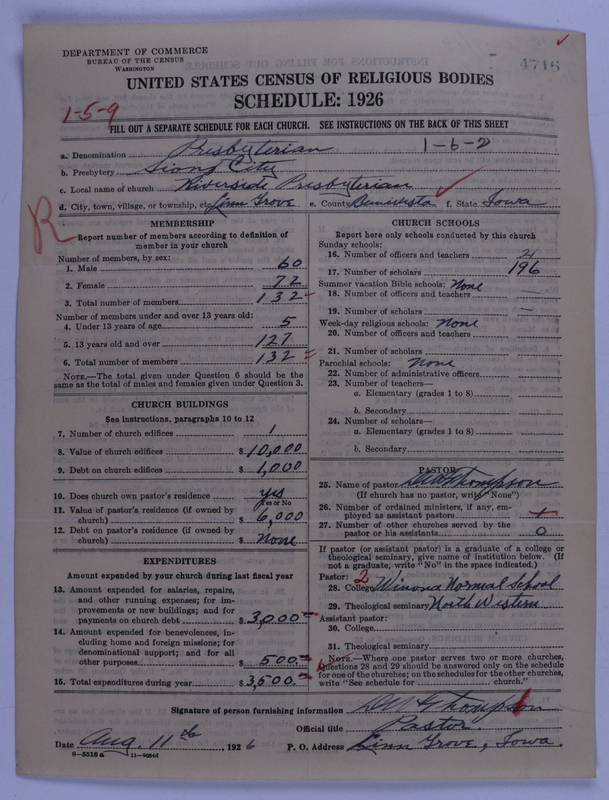 DEPARTMENT OF COMMERCE
BUREAU OF THE CENSUS
WASHINGTON
4716
UNITED STATES CENSUS OF RELIGIOUS BODIES
SCHEDULE: 1926
1-5-9
FILL OUT A SEPARATE SCHEDULE FOR EACH CHURCH. SEE INSTRUCTIONS ON THE BACK OF THIS SHEET
1-6-2
a. Denomination Presbyterian
b. Presbytery Sioux City
c. Local name of church Riverside Presbyterian
d. City, town, village, or township, etc Linn Grove e. County Benavista f. State Iowa
R
MEMBERSHIP
Report number of members according to definition of member in your church
Number of members, by sex:
1. Male 60
2. Female 72
3. Total number of members 132
Number of members under and over 13 years old:
4. Under 13 years of age 5
5. 13 years old and over 127
6. Total number of members 132
NOTE.—The total given under Question 6 should be the same as the total of males and females given under Question 3.
CHURCH BUILDINGS
See instructions, paragraphs 10 to 12
7. Number of church edifices 1
8. Value of church edifices $ 10,000
9. Debt on church edifices $ 1,000
10. Does church own pastor's residence yes
Yes or No
11. Value of pastor's residence (if owned by church) $ 6,000
12. Debt on pastor's residence (if owned by church) $ None
EXPENDITURES
Amount expended by your church during last fiscal year
13. Amount expended for salaries, repairs, and other running expenses; for improvements or new buildings; and for payments on church debt $ 3,000
14. Amount expended for benevolences, including home and foreign missions; for denominational support; and for all other purposes $ 500
15. Total expenditures during year $ 3,500
CHURCH SCHOOLS
Report here only schools conducted by this church
Sunday schools:
16. Number of officers and teachers 21
17. Number of scholars 196
Summer vacation Bible schools: None
18. Number of officers and teachers —
19. Number of scholars —
Week-day religious schools: None
20. Number of officers and teachers
21. Number of scholars
Parochial schools: None
22. Number of administrative officers
23. Number of teachers—
a. Elementary (grades 1 to 8)
b. Secondary
24. Number of scholars—
a. Elementary (grades 1 to 8)
b. Secondary
PASTOR
25. Name of pastor Thompson
(If church has no pastor, write "None")
26. Number of ordained ministers, if any, employed as assistant pastors
27. Number of other churches served by the pastor or his assistants 0
If pastor (or assistant pastor) is a graduate of a college or theological seminary, give name of institution below. (If not a graduate, write "No" in the space indicated.)
Pastor: 2
28. College Winona Normal School
29. Theological seminary North Western
Assistant pastor:
30. College
31. Theological seminary
NOTE.—Where one pastor serves two or more churches, Questions 28 and 29 should be answered only on the schedule for one of the churches; on the schedules for the other churches, write "See schedule for church."
Signature of person furnishing information Thompson
Official title Pastor.
Date Aug. 11th, 1926 P. O. Address Linn Grove, Iowa.
8-5518a